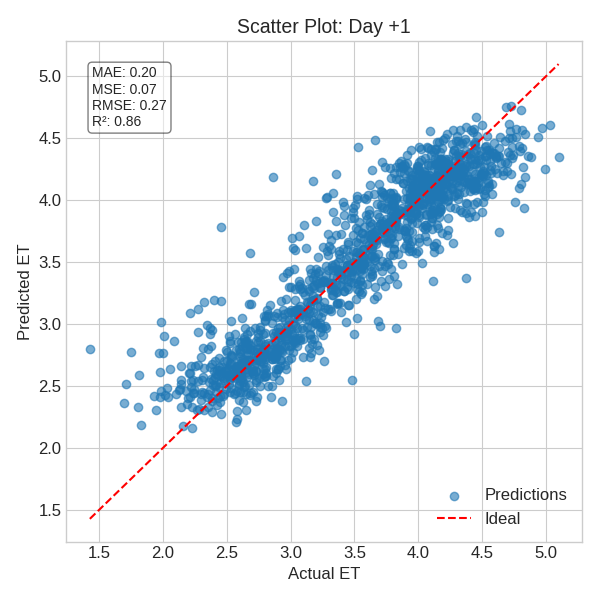 Scatter Plot: Day +1
MAE: 0.20
MSE: 0.07
RMSE: 0.27
R²: 0.86
Predicted ET
5.0
4.5
4.0
3.5
3.0
2.5
2.0
1.5
Predictions
Ideal
1.5 2.0 2.5 3.0 3.5 4.0 4.5 5.0
Actual ET